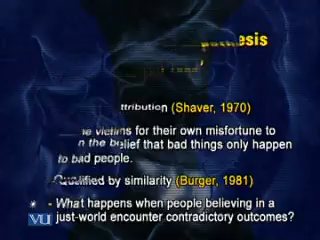 ttribution (Shaver, 1970)
victims for their own misfortune to
n the belief that bad things only happen
to bad people.
- Qualified by similarity (Burger, 1981)
- What happens when people believing in a
just-world encounter contradictory outcomes?
VU